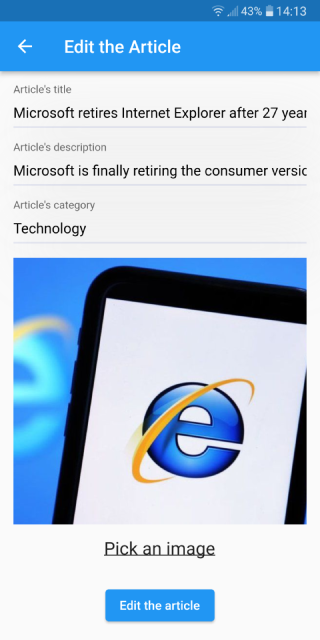 43% 14:13
Edit the Article
Article's title
Microsoft retires Internet Explorer after 27 year
Article's description
Microsoft is finally retiring the consumer versic
Article's category
Technology
Pick an image
Edit the article